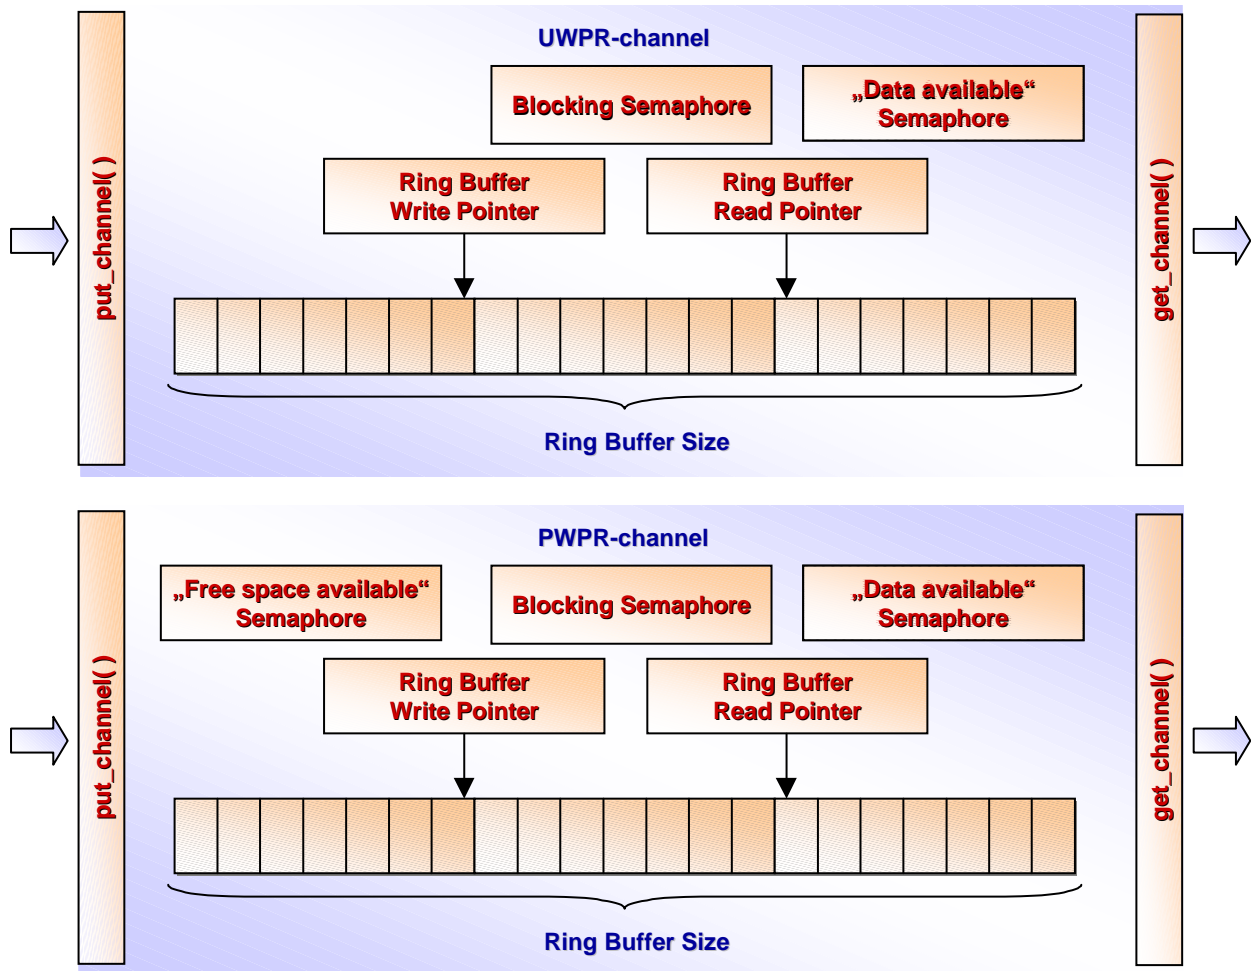 UWPR-channel
Blocking Semaphore
„Data available“
Semaphore
Ring Buffer
Write Pointer
Ring Buffer
Read Pointer
put_channel( )
get_channel( )
Ring Buffer Size
PWPR-channel
„Free space available“
Semaphore
Blocking Semaphore
„Data available“
Semaphore
Ring Buffer
Write Pointer
Ring Buffer
Read Pointer
put_channel( )
get_channel( )
Ring Buffer Size